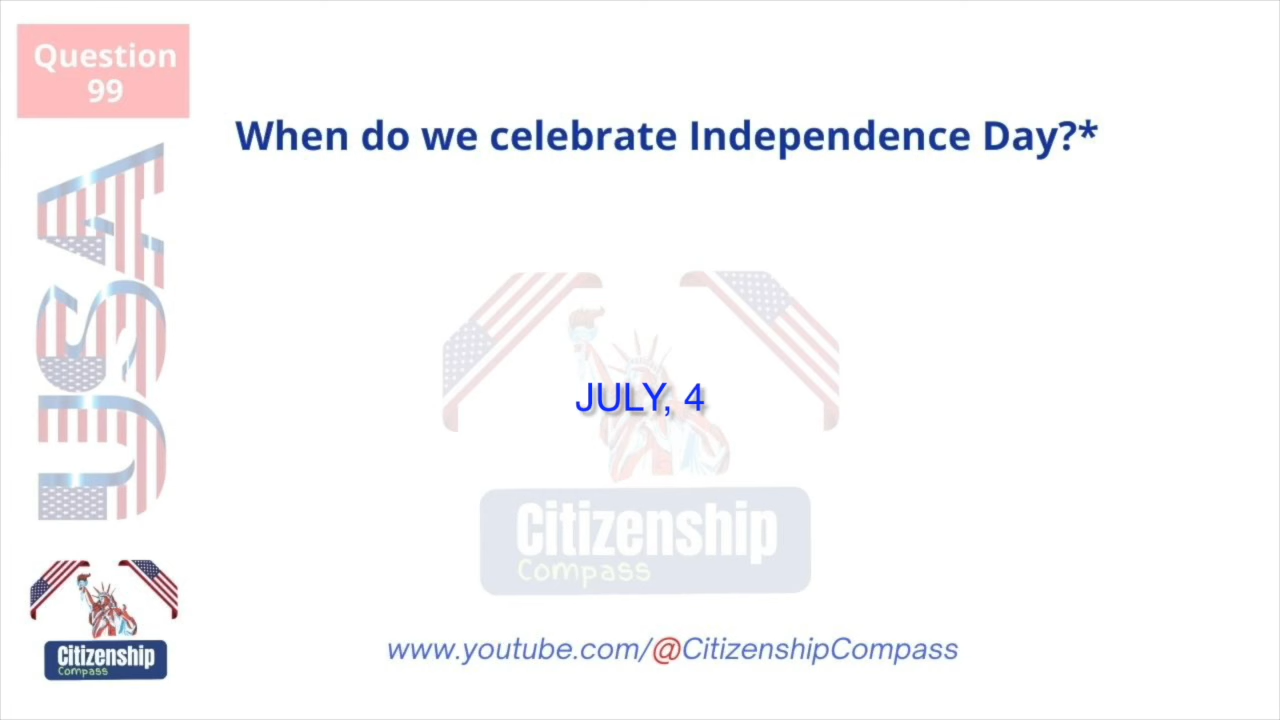 Question
99
When do we celebrate Independence Day?*
USA
JULY, 4
Citizenship
Compass
Citizenship
Compass
www.youtube.com/@CitizenshipCompass